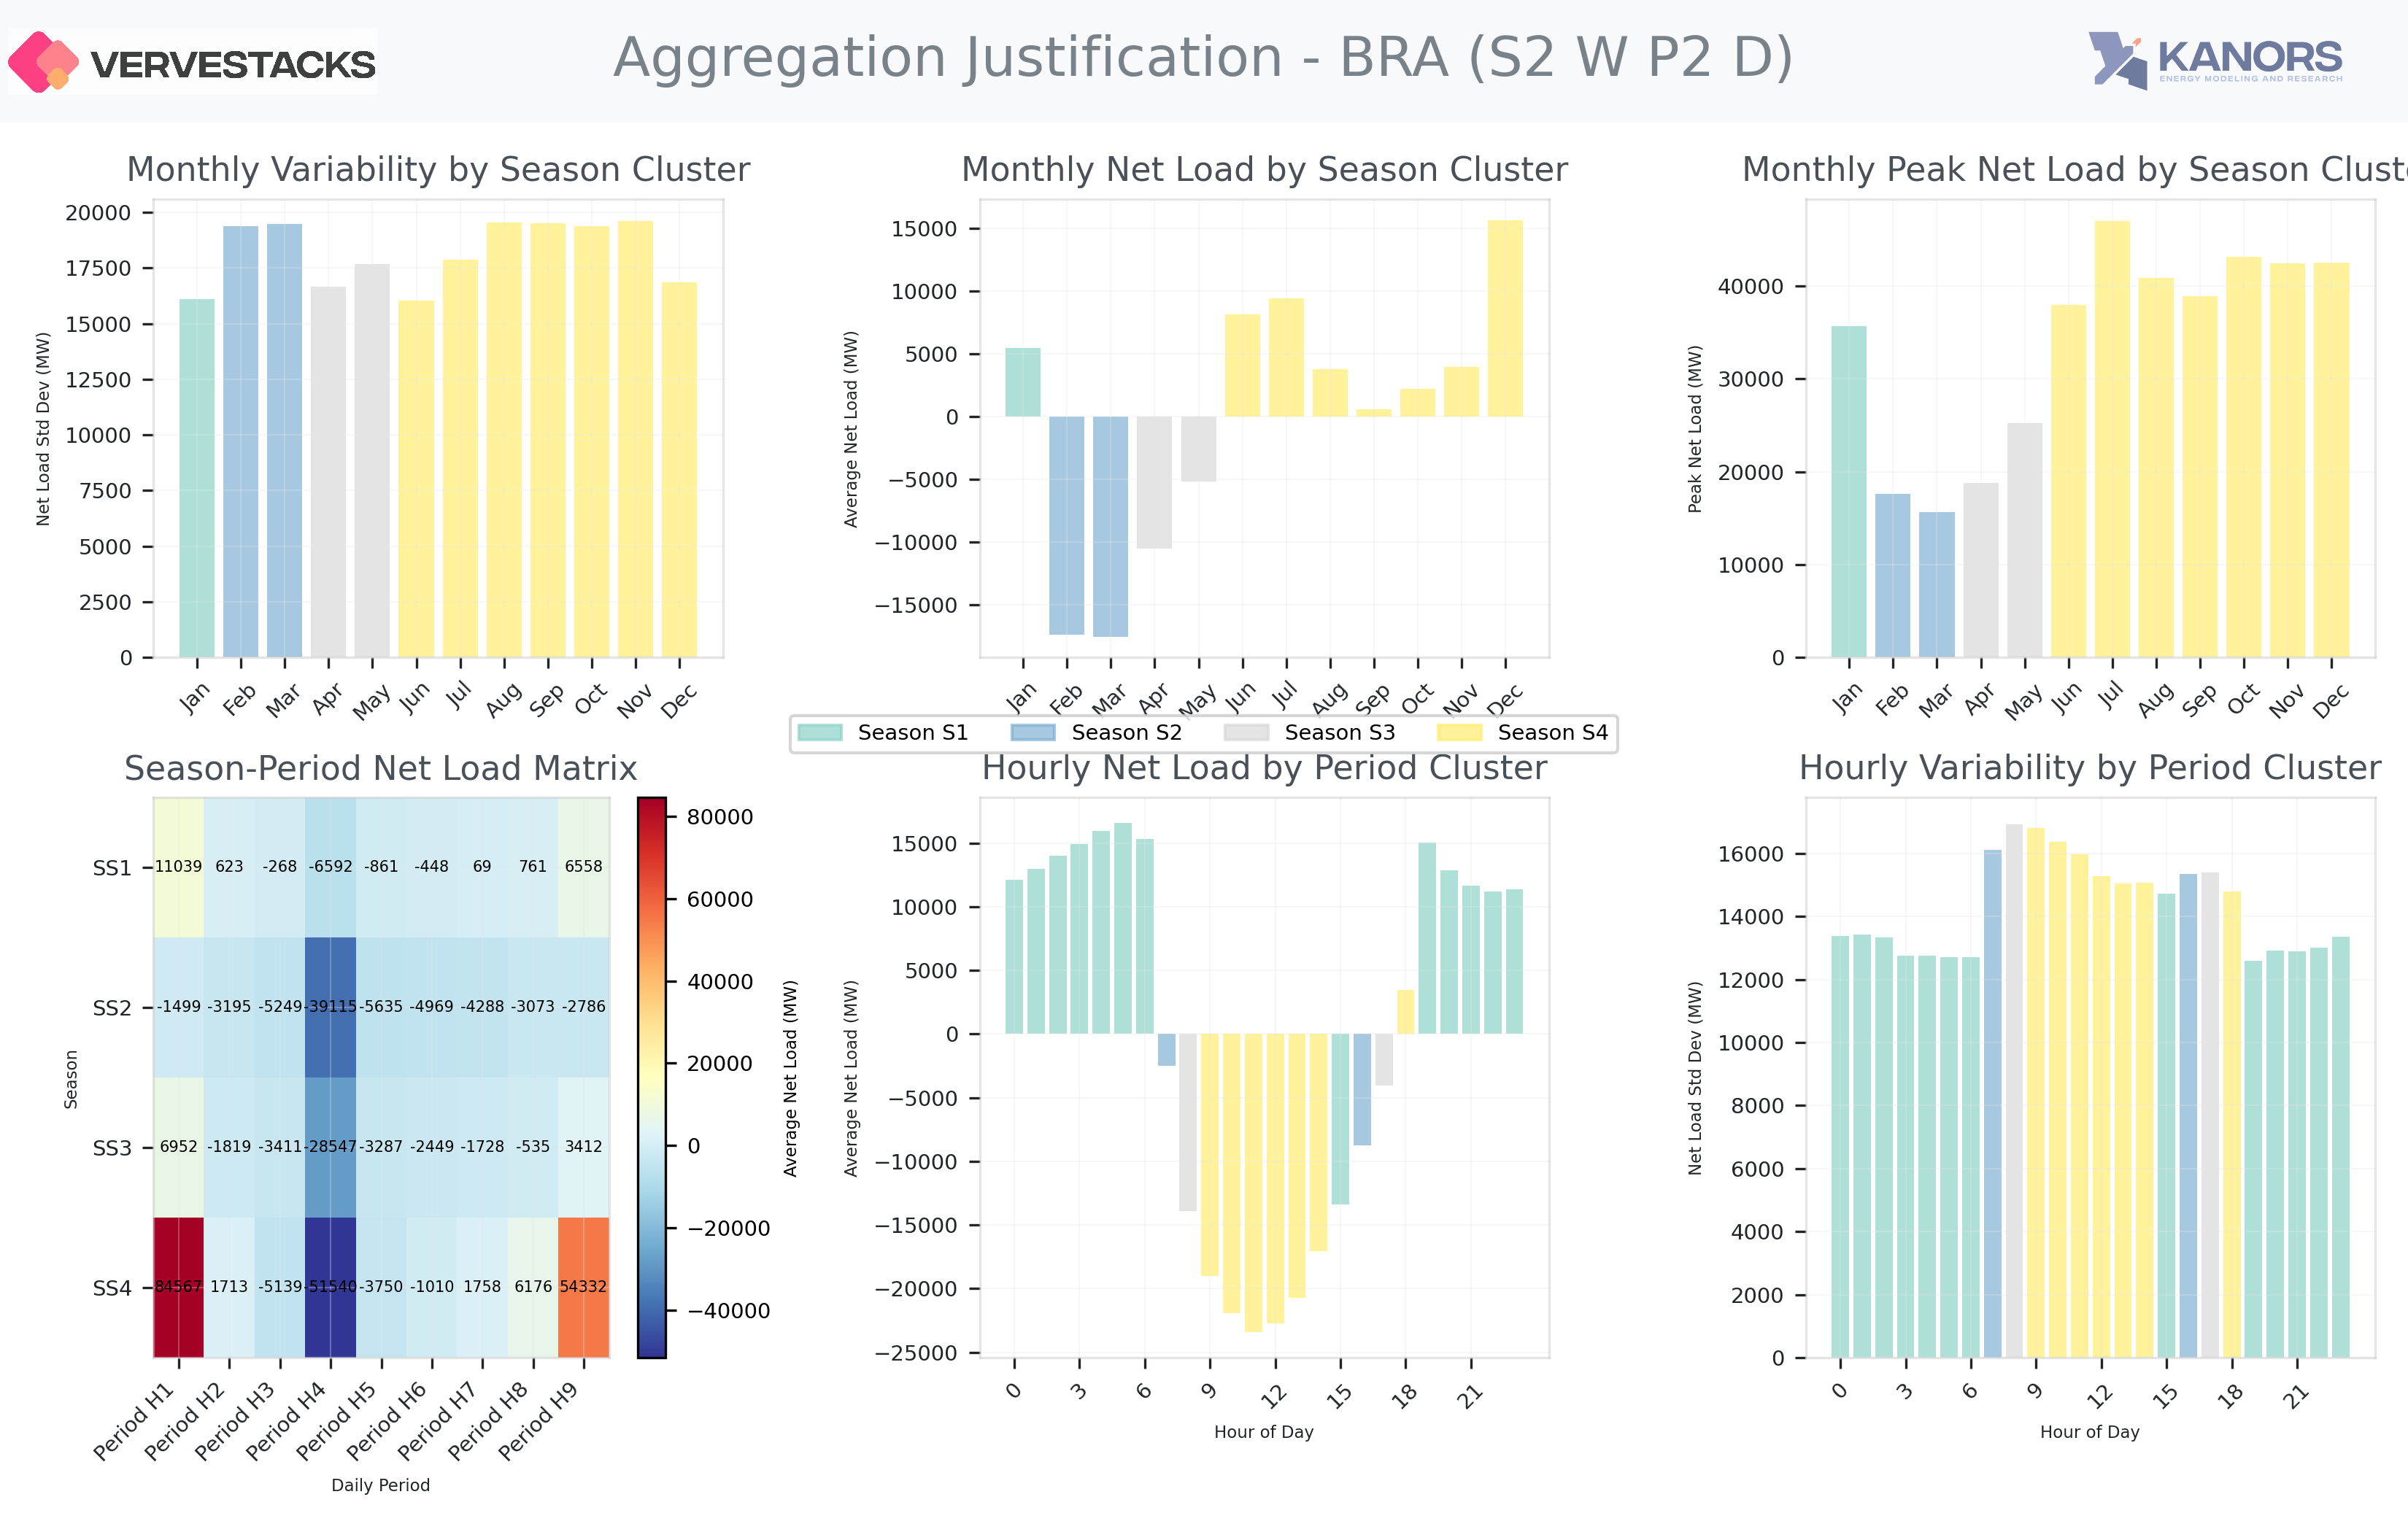 VERVESTACKS
Aggregation Justification - BRA (S2 W P2 D)
KANORS
ENERGY MODELING AND RESEARCH
Monthly Variability by Season Cluster
Net Load Std Dev (MW)
20000
17500
15000
12500
10000
7500
5000
2500
0
Jan Feb Mar Apr May Jun Jul Aug Sep Oct Nov Dec
Monthly Net Load by Season Cluster
Average Net Load (MW)
15000
10000
5000
0
−5000
−10000
−15000
Jan Feb Mar Apr May Jun Jul Aug Sep Oct Nov Dec
Monthly Peak Net Load by Season Clust
Peak Net Load (MW)
40000
30000
20000
10000
0
Jan Feb Mar Apr May Jun Jul Aug Sep Oct Nov Dec
Season S1 Season S2 Season S3 Season S4
Season-Period Net Load Matrix
Season
SS1 11039 623 -268 -6592 -861 -448 69 761 6558
SS2 -1499 -3195 -5249 -39115 -5635 -4969 -4288 -3073 -2786
SS3 6952 -1819 -3411 -28547 -3287 -2449 -1728 -535 3412
SS4 84567 1713 -5139 -51540 -3750 -1010 1758 6176 54332
Period H1 Period H2 Period H3 Period H4 Period H5 Period H6 Period H7 Period H8 Period H9
Daily Period
80000
60000
40000
20000
0
−20000
−40000
Average Net Load (MW)
Hourly Net Load by Period Cluster
Average Net Load (MW)
15000
10000
5000
0
−5000
−10000
−15000
−20000
−25000
0 3 6 9 12 15 18 21
Hour of Day
Hourly Variability by Period Cluster
Net Load Std Dev (MW)
16000
14000
12000
10000
8000
6000
4000
2000
0
0 3 6 9 12 15 18 21
Hour of Day